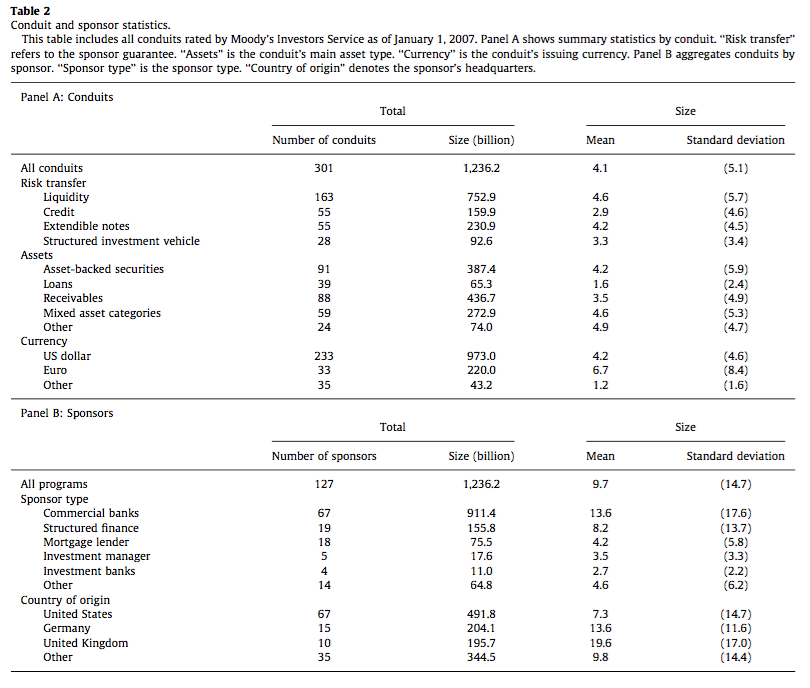 Table 2
Conduit and sponsor statistics.
This table includes all conduits rated by Moody's Investors Service as of January 1, 2007. Panel A shows summary statistics by conduit. "Risk transfer"
refers to the sponsor guarantee. "Assets" is the conduit's main asset type. "Currency" is the conduit's issuing currency. Panel B aggregates conduits by
sponsor. "Sponsor type" is the sponsor type. "Country of origin" denotes the sponsor's headquarters.
Panel A: Conduits
Total Size
Number of conduits Size (billion) Mean Standard deviation
All conduits 301 1,236.2 4.1 (5.1)
Risk transfer
Liquidity 163 752.9 4.6 (5.7)
Credit 55 159.9 2.9 (4.6)
Extendible notes 55 230.9 4.2 (4.5)
Structured investment vehicle 28 92.6 3.3 (3.4)
Assets
Asset-backed securities 91 387.4 4.2 (5.9)
Loans 39 65.3 1.6 (2.4)
Receivables 88 436.7 3.5 (4.9)
Mixed asset categories 59 272.9 4.6 (5.3)
Other 24 74.0 4.9 (4.7)
Currency
US dollar 233 973.0 4.2 (4.6)
Euro 33 220.0 6.7 (8.4)
Other 35 43.2 1.2 (1.6)
Panel B: Sponsors
Total Size
Number of sponsors Size (billion) Mean Standard deviation
All programs 127 1,236.2 9.7 (14.7)
Sponsor type
Commercial banks 67 911.4 13.6 (17.6)
Structured finance 19 155.8 8.2 (13.7)
Mortgage lender 18 75.5 4.2 (5.8)
Investment manager 5 17.6 3.5 (3.3)
Investment banks 4 11.0 2.7 (2.2)
Other 14 64.8 4.6 (6.2)
Country of origin
United States 67 491.8 7.3 (14.7)
Germany 15 204.1 13.6 (11.6)
United Kingdom 10 195.7 19.6 (17.0)
Other 35 344.5 9.8 (14.4)